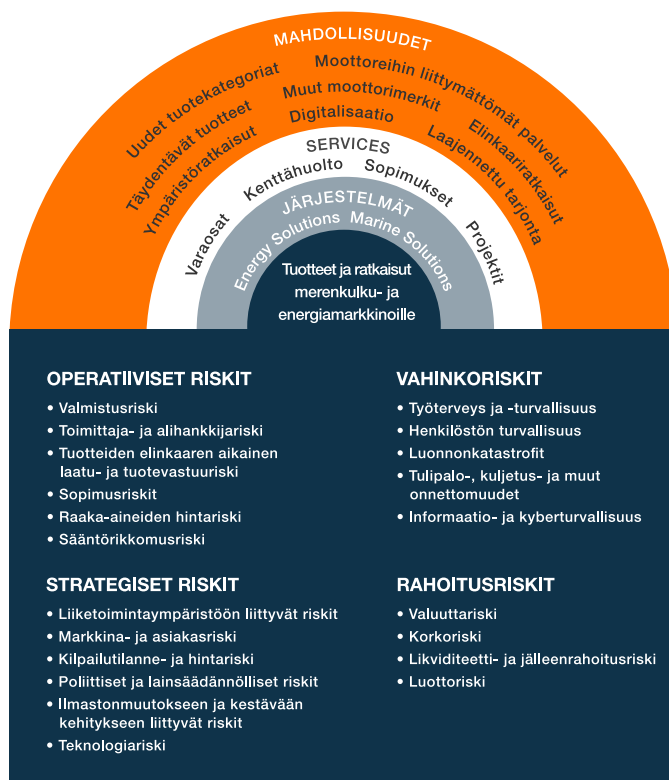 MAHDOLLISUUDET
Uudet tuotekategoriat
Moottoreihin liittymättömät palvelut
Täydentävät tuotteet
Muut moottorimerkit
Elinkaariratkaisut
Ympäristöratkaisut
Digitalisaatio
Laajennettu tarjonta
SERVICES
Varaosat
Kenttähuolto
Sopimukset
Projektit
JÄRJESTELMÄT
Energy Solutions
Marine Solutions
Tuotteet ja ratkaisut
merenkulku- ja
energiamarkkinoille
OPERATIIVISET RISKIT
• Valmistusriski
• Toimittaja- ja alihankkijariski
• Tuotteiden elinkaaren aikainen
laatu- ja tuotevastuuriski
• Sopimusriskit
• Raaka-aineiden hintariski
• Sääntörikkomusriski
VAHINKORISKIT
• Työterveys ja -turvallisuus
• Henkilöstön turvallisuus
• Luonnonkatastrofit
• Tulipalo-, kuljetus- ja muut
onnettomuudet
• Informaatio- ja kyberturvallisuus
STRATEGISET RISKIT
• Liiketoimintaympäristöön liittyvät riskit
• Markkina- ja asiakasriski
• Kilpailutilanne- ja hintariski
• Poliittiset ja lainsäädännölliset riskit
• Ilmastonmuutokseen ja kestävään
kehitykseen liittyvät riskit
• Teknologiariski
RAHOITUSRISKIT
• Valuuttariski
• Korkoriski
• Likviditeetti- ja jälleenrahoitusriski
• Luottoriski